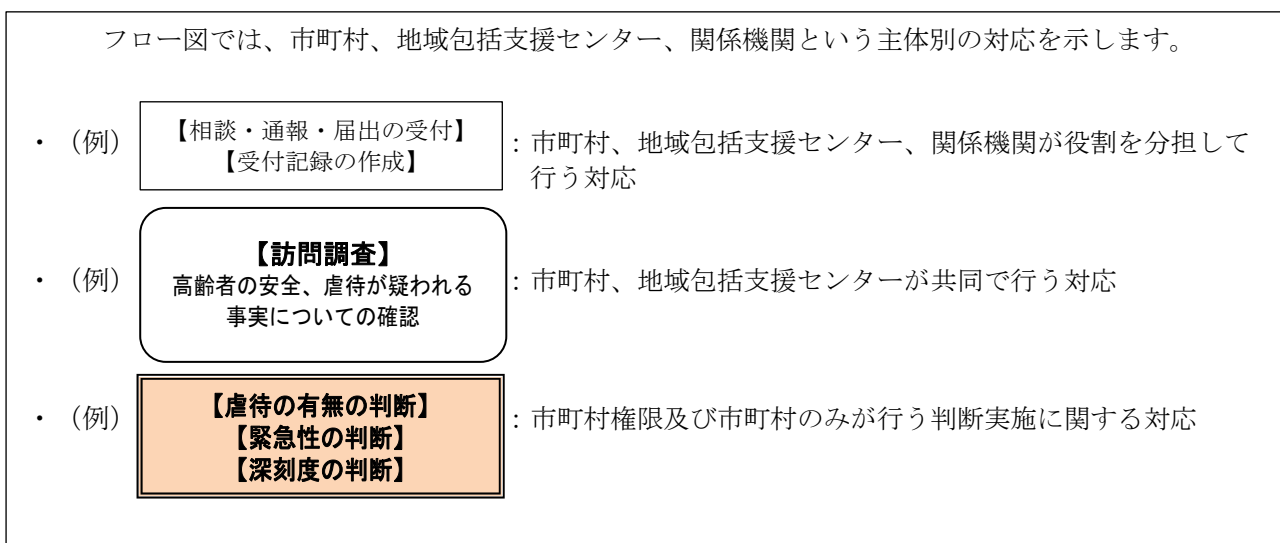 フロー図では、市町村、地域包括支援センター、関係機関という主体別の対応を示します。
・（例）
【相談・通報・届出の受付】
【受付記録の作成】
：市町村、地域包括支援センター、関係機関が役割を分担して
行う対応
・（例）
【訪問調査】
高齢者の安全、虐待が疑われる
事実についての確認
：市町村、地域包括支援センターが共同で行う対応
・（例）
【虐待の有無の判断】
【緊急性の判断】
【深刻度の判断】
：市町村権限及び市町村のみが行う判断実施に関する対応